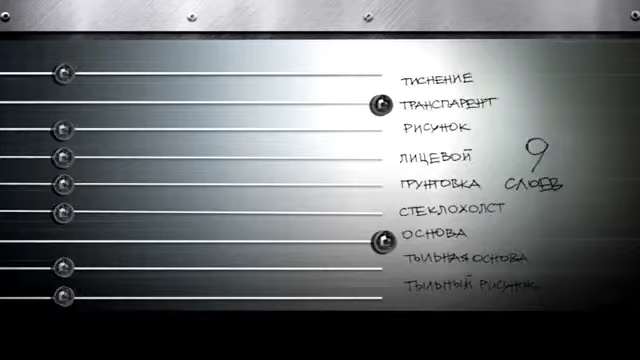 ТИСНЕНИЕ
ТРАНСПАРЕНТ
РИСУНОК
ЛИЦЕВОЙ
ГРУНТОВКА
СТЕКЛОХОЛСТ
ОСНОВА
ТЫЛЬНАЯ ОСНОВА
ТЫЛЬНЫЙ РИСУНОК
9
СЛОЕВ